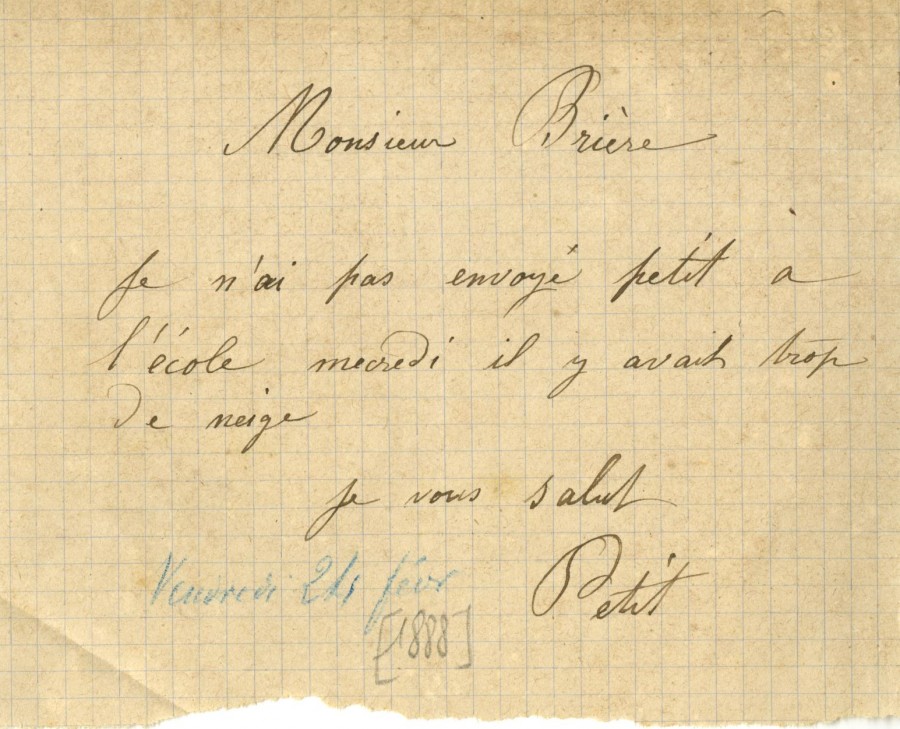 Monsieur Brière
Je n'ai pas envoyé petit à
l'école mecredi il y avait trop
de neige
je vous salut
Petit
Vendredi 24 févr
[1888]